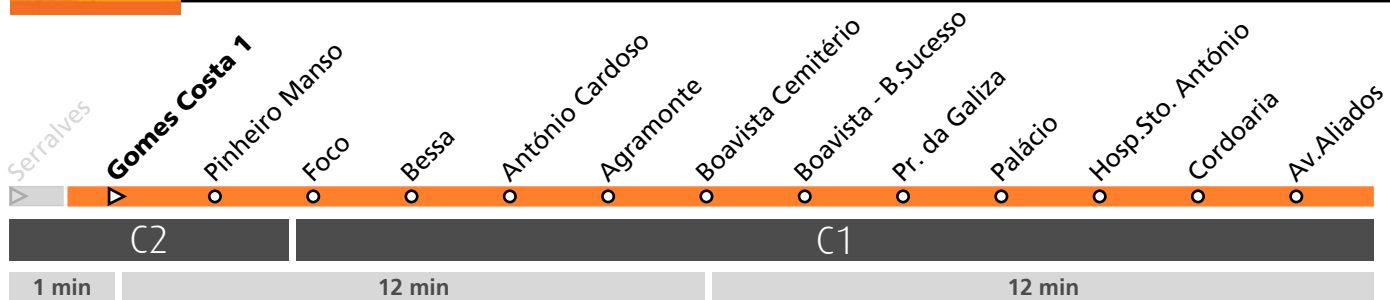 Serralves
Gomes Costa 1
Pinheiro Manso
Foco
Bessa
António Cardoso
Agramonte
Boavista Cemitério
Boavista - B.Sucesso
Pr. da Galiza
Palácio
Hosp.Sto. António
Cordoaria
Av.Aliados
C2
C1
1 min
12 min
12 min